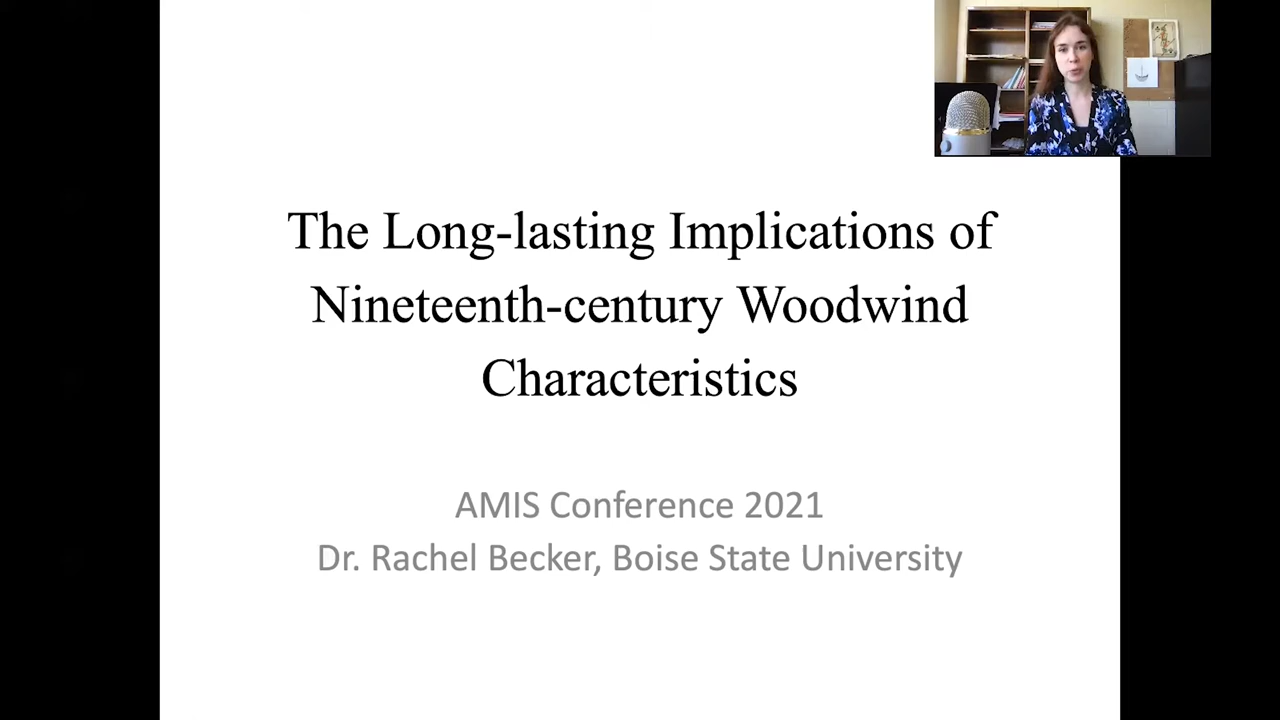 The Long-lasting Implications of
Nineteenth-century Woodwind
Characteristics
AMIS Conference 2021
Dr. Rachel Becker, Boise State University